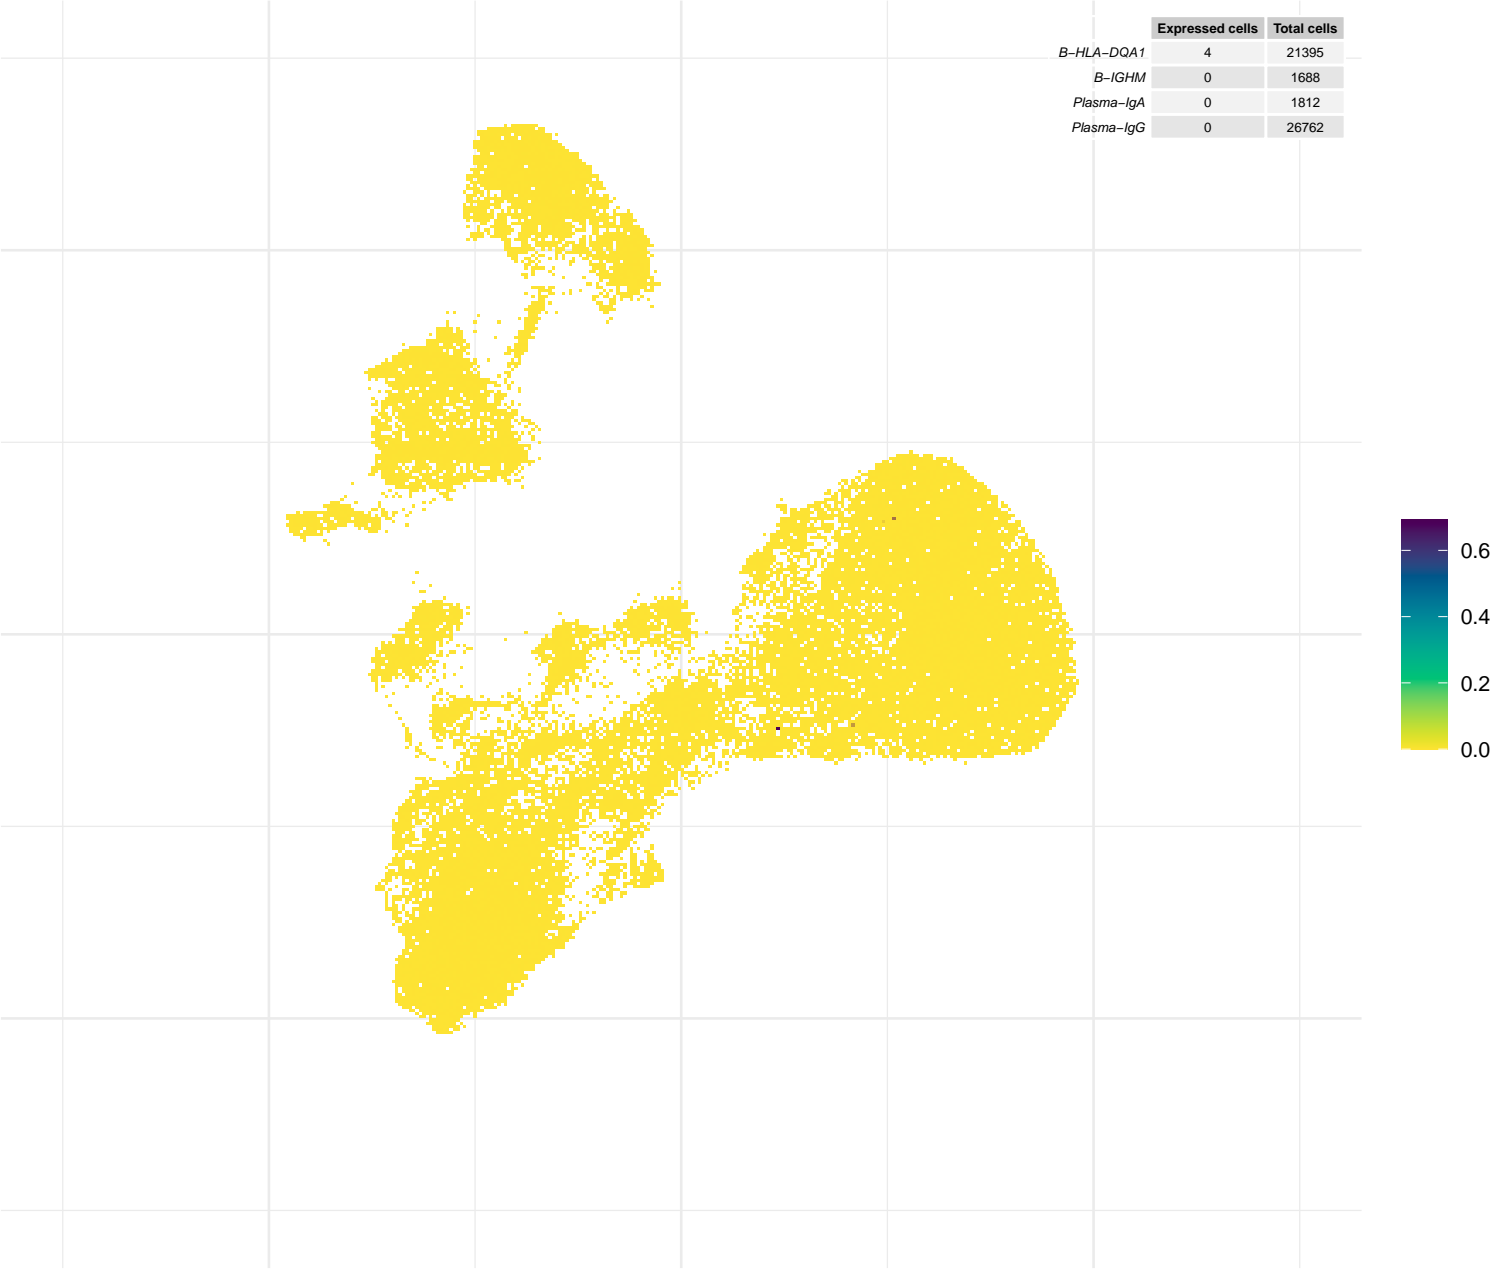 Expressed cells Total cells
B−HLA−DQA1 4 21395
B−IGHM 0 1688
Plasma−IgA 0 1812
Plasma−IgG 0 26762
0.6
0.4
0.2
0.0